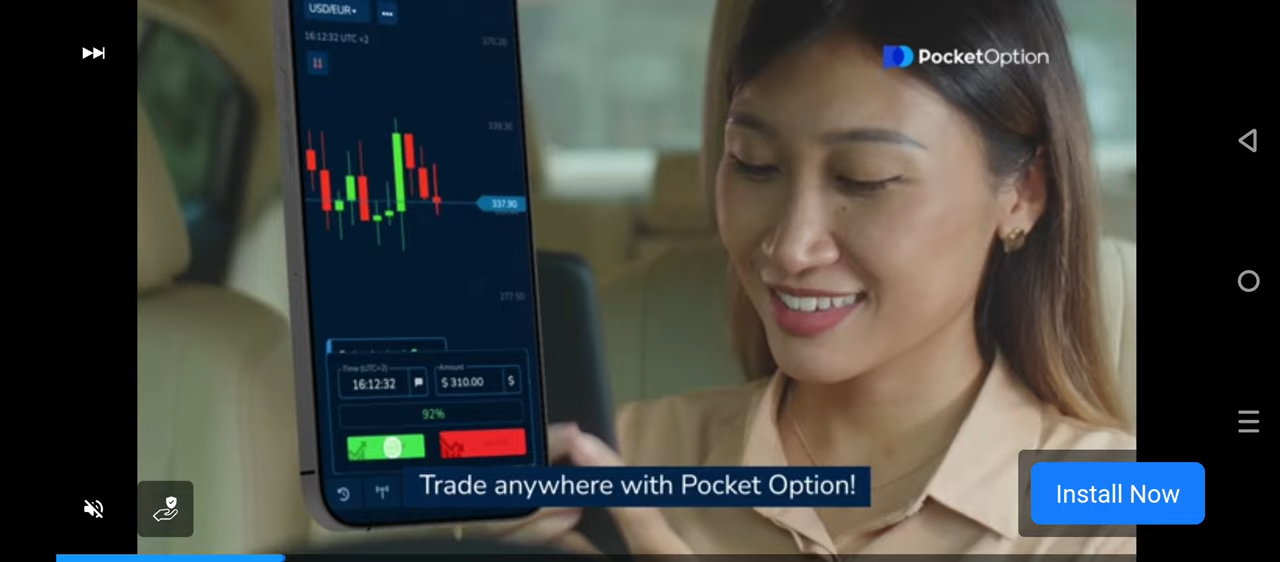 USD/EUR
16:12:32 UTC +2
370.20
PocketOption
339.30
337.90
277.50
Time (UTC+2)
Amount
16:12:32
$ 310.00
$
92%
Trade anywhere with Pocket Option!
Install Now